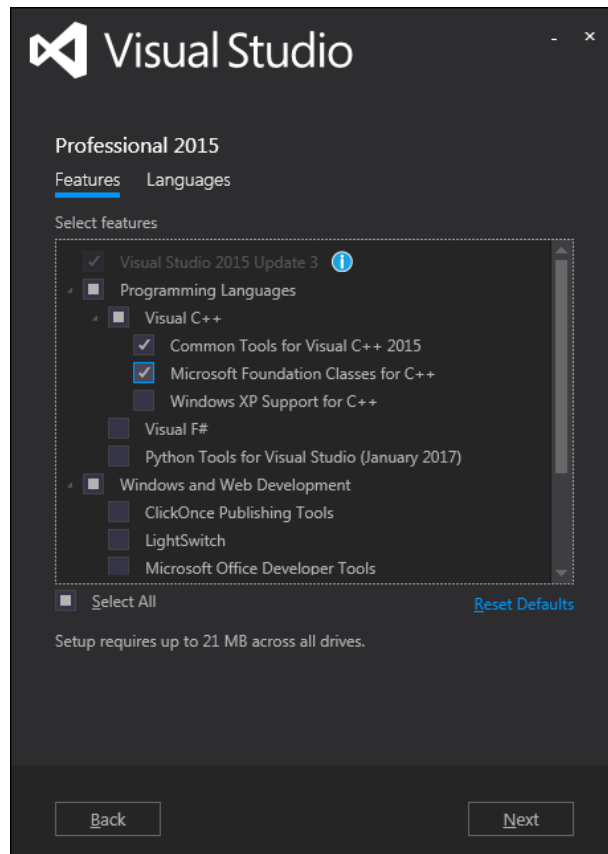 Visual Studio
Professional 2015
Features Languages
Select features
Visual Studio 2015 Update 3
Programming Languages
Visual C++
Common Tools for Visual C++ 2015
Microsoft Foundation Classes for C++
Windows XP Support for C++
Visual F#
Python Tools for Visual Studio (January 2017)
Windows and Web Development
ClickOnce Publishing Tools
LightSwitch
Microsoft Office Developer Tools
Select All Reset Defaults
Setup requires up to 21 MB across all drives.
Back Next